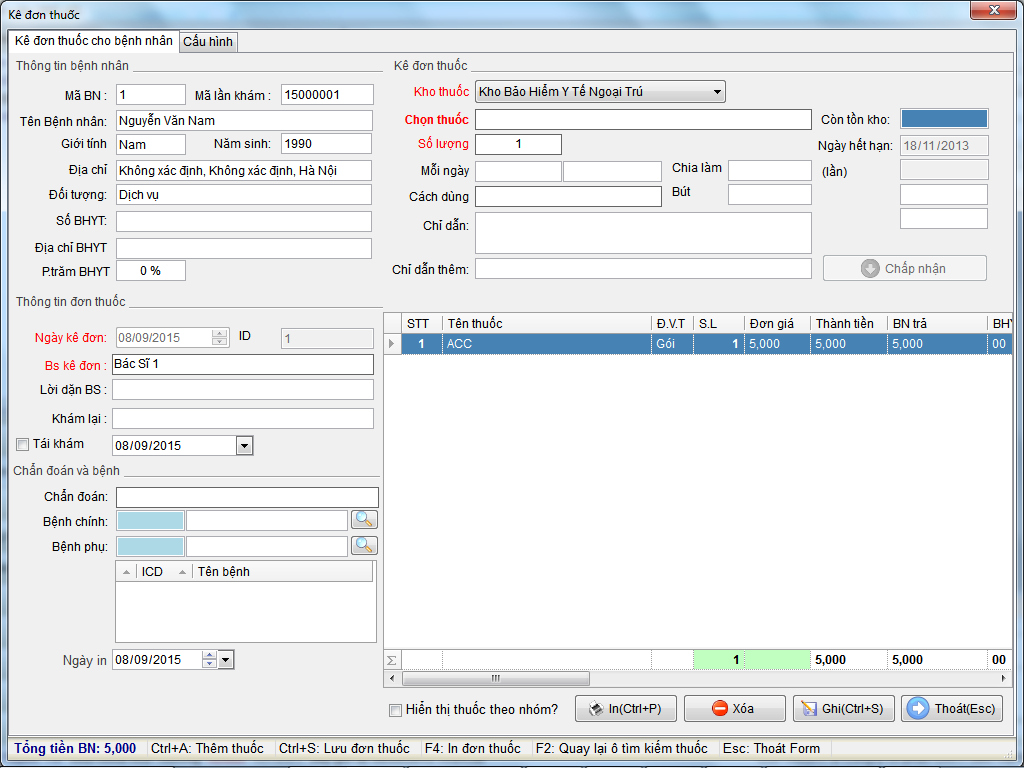 Kê đơn thuốc
Kê đơn thuốc cho bệnh nhân Cấu hình
Thông tin bệnh nhân
Mã BN : 1 Mã lần khám : 15000001
Tên Bệnh nhân: Nguyễn Văn Nam
Giới tính Nam Năm sinh: 1990
Địa chỉ Không xác định, Không xác định, Hà Nội
Đối tượng: Dịch vụ
Số BHYT:
Địa chỉ BHYT
P.trăm BHYT 0 %
Kê đơn thuốc
Kho thuốc Kho Bảo Hiểm Y Tế Ngoại Trú
Chọn thuốc Còn tồn kho:
Số lượng 1 Ngày hết hạn: 18/11/2013
Mỗi ngày Chia làm (lần)
Cách dùng Bút
Chỉ dẫn:
Chỉ dẫn thêm: Chấp nhận
Thông tin đơn thuốc
Ngày kê đơn: 08/09/2015 ID 1
Bs kê đơn : Bác Sĩ 1
Lời dặn BS :
Khám lại :
Tái khám 08/09/2015
Chẩn đoán và bệnh
Chẩn đoán:
Bệnh chính:
Bệnh phụ:
ICD Tên bệnh
Ngày in 08/09/2015
STT Tên thuốc Đ.V.T S.L Đơn giá Thành tiền BN trả BHY
1 ACC Gói 1 5,000 5,000 5,000 00
Σ 1 5,000 5,000 00
Hiển thị thuốc theo nhóm? In(Ctrl+P) Xóa Ghi(Ctrl+S) Thoát(Esc)
Tổng tiền BN: 5,000 Ctrl+A: Thêm thuốc Ctrl+S: Lưu đơn thuốc F4: In đơn thuốc F2: Quay lại ô tìm kiếm thuốc Esc: Thoát Form